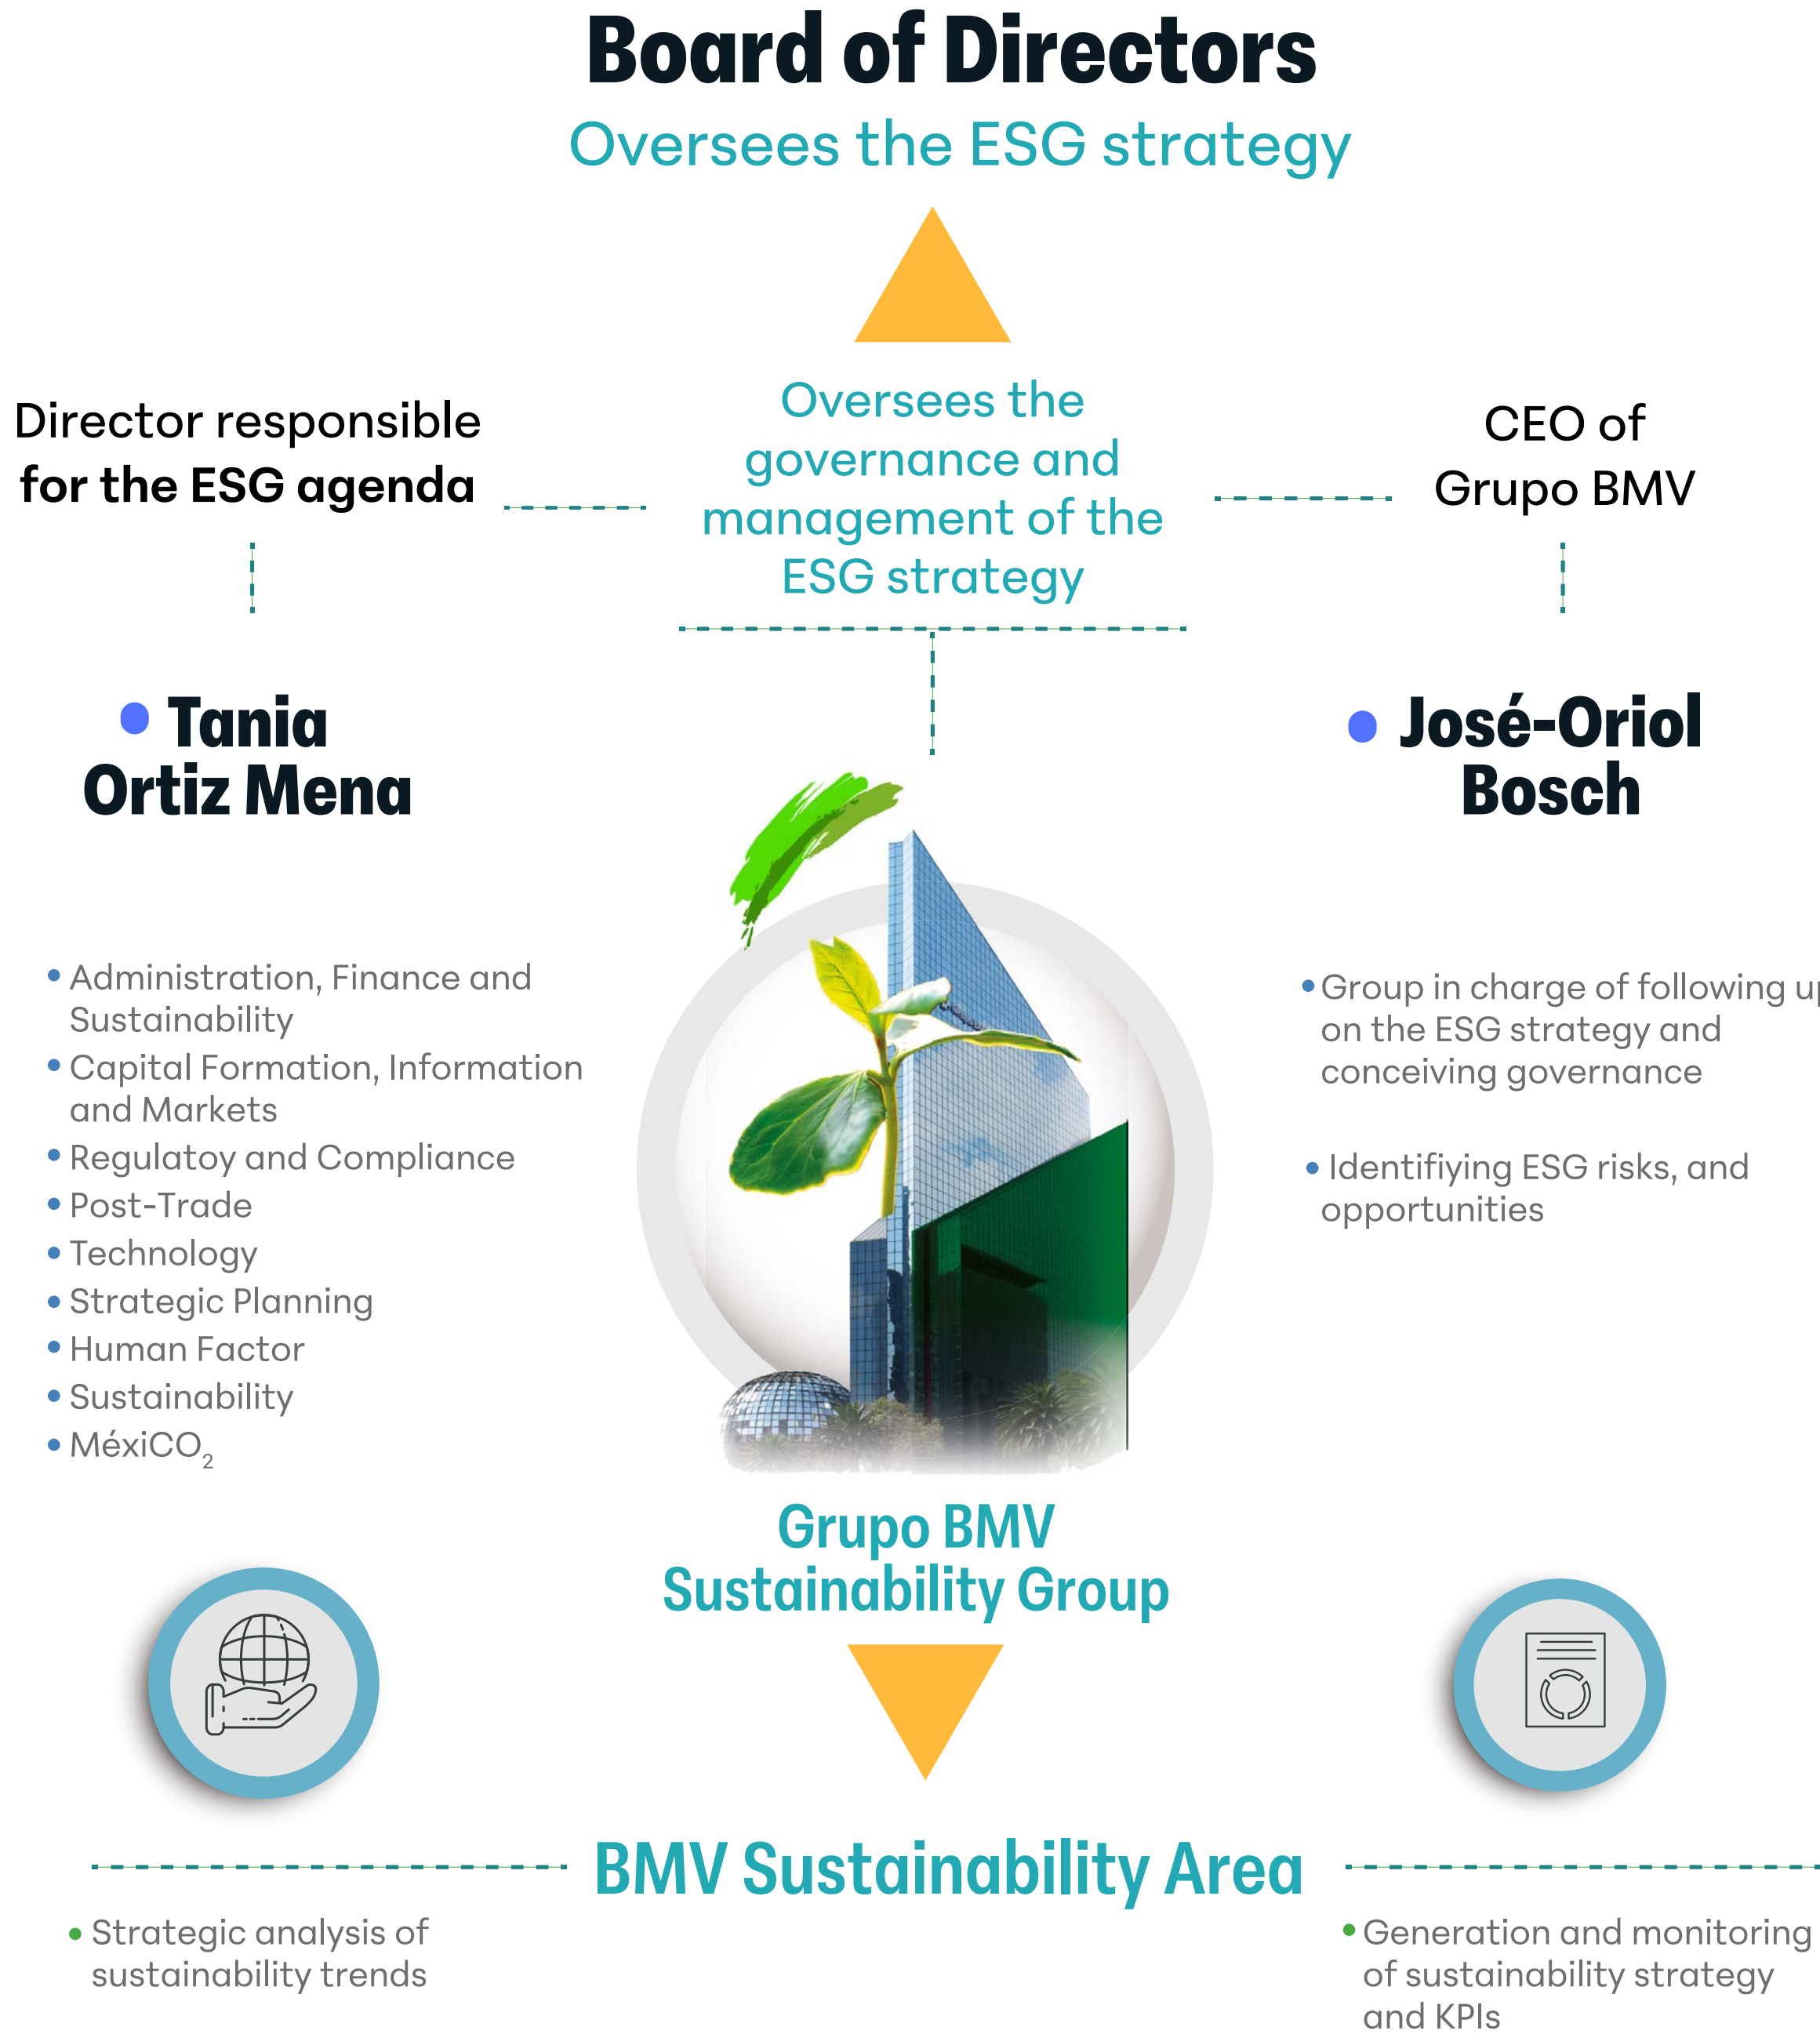 Board of Directors
Oversees the ESG strategy
Director responsible
for the ESG agenda
Oversees the
governance and
management of the
ESG strategy
CEO of
Grupo BMV
Tania
Ortiz Mena
José-Oriol
Bosch
• Administration, Finance and
Sustainability
• Capital Formation, Information
and Markets
• Regulatoy and Compliance
• Post-Trade
• Technology
• Strategic Planning
• Human Factor
• Sustainability
• MéxiCO₂
• Group in charge of following up
on the ESG strategy and
conceiving governance
• Identifiying ESG risks, and
opportunities
Grupo BMV
Sustainability Group
BMV Sustainability Area
• Strategic analysis of
sustainability trends
• Generation and monitoring
of sustainability strategy
and KPIs